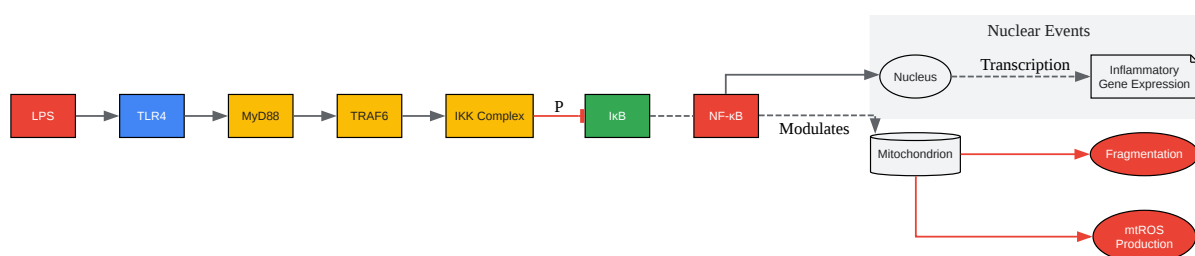 Nuclear Events
LPS
TLR4
MyD88
TRAF6
IKK Complex
P
IκB
NF-κB
Modulates
Nucleus
Transcription
Inflammatory
Gene Expression
Mitochondrion
Fragmentation
mtROS
Production